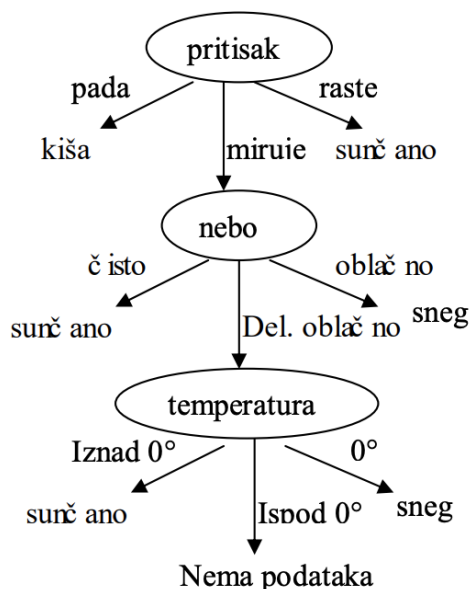 pritisak
pada
raste
kiša
miruje
sunč ano
nebo
č isto
oblač no
sunč ano
Del. oblač no
sneg
temperatura
Iznad 0°
0°
sunč ano
Ispod 0°
sneg
Nema podataka